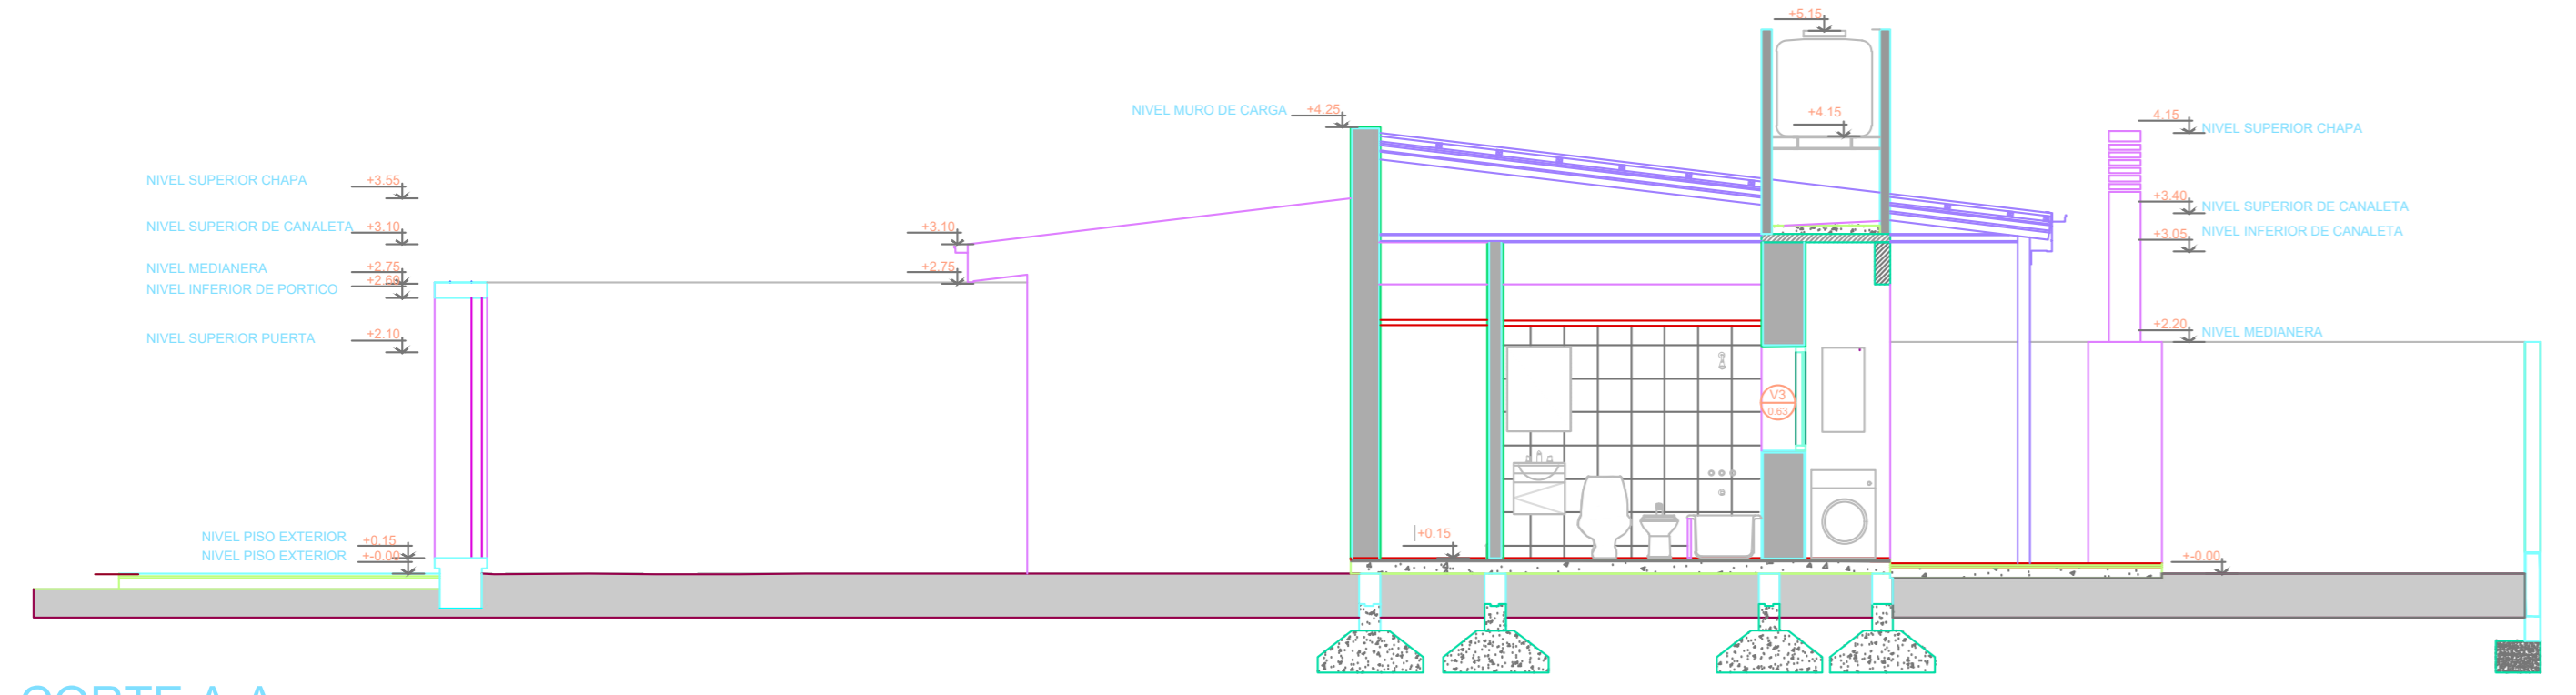 +5.15
NIVEL MURO DE CARGA +4.25
+4.15
4.15
NIVEL SUPERIOR CHAPA
NIVEL SUPERIOR CHAPA +3.55
+3.40
NIVEL SUPERIOR DE CANALETA
NIVEL SUPERIOR DE CANALETA +3.10
+3.10
+3.05
NIVEL INFERIOR DE CANALETA
NIVEL MEDIANERA +2.75
+2.75
+2.60
NIVEL INFERIOR DE PORTICO
NIVEL SUPERIOR PUERTA +2.10
+2.20
NIVEL MEDIANERA
V3
0.63
NIVEL PISO EXTERIOR +0.15
+0.15
NIVEL PISO EXTERIOR +-0.00
+-0.00
CORTE A-A